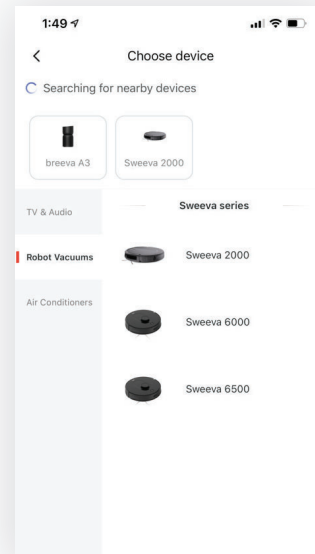 1:49
Choose device
Searching for nearby devices
breeva A3
Sweeva 2000
TV & Audio
Robot Vacuums
Air Conditioners
Sweeva series
Sweeva 2000
Sweeva 6000
Sweeva 6500